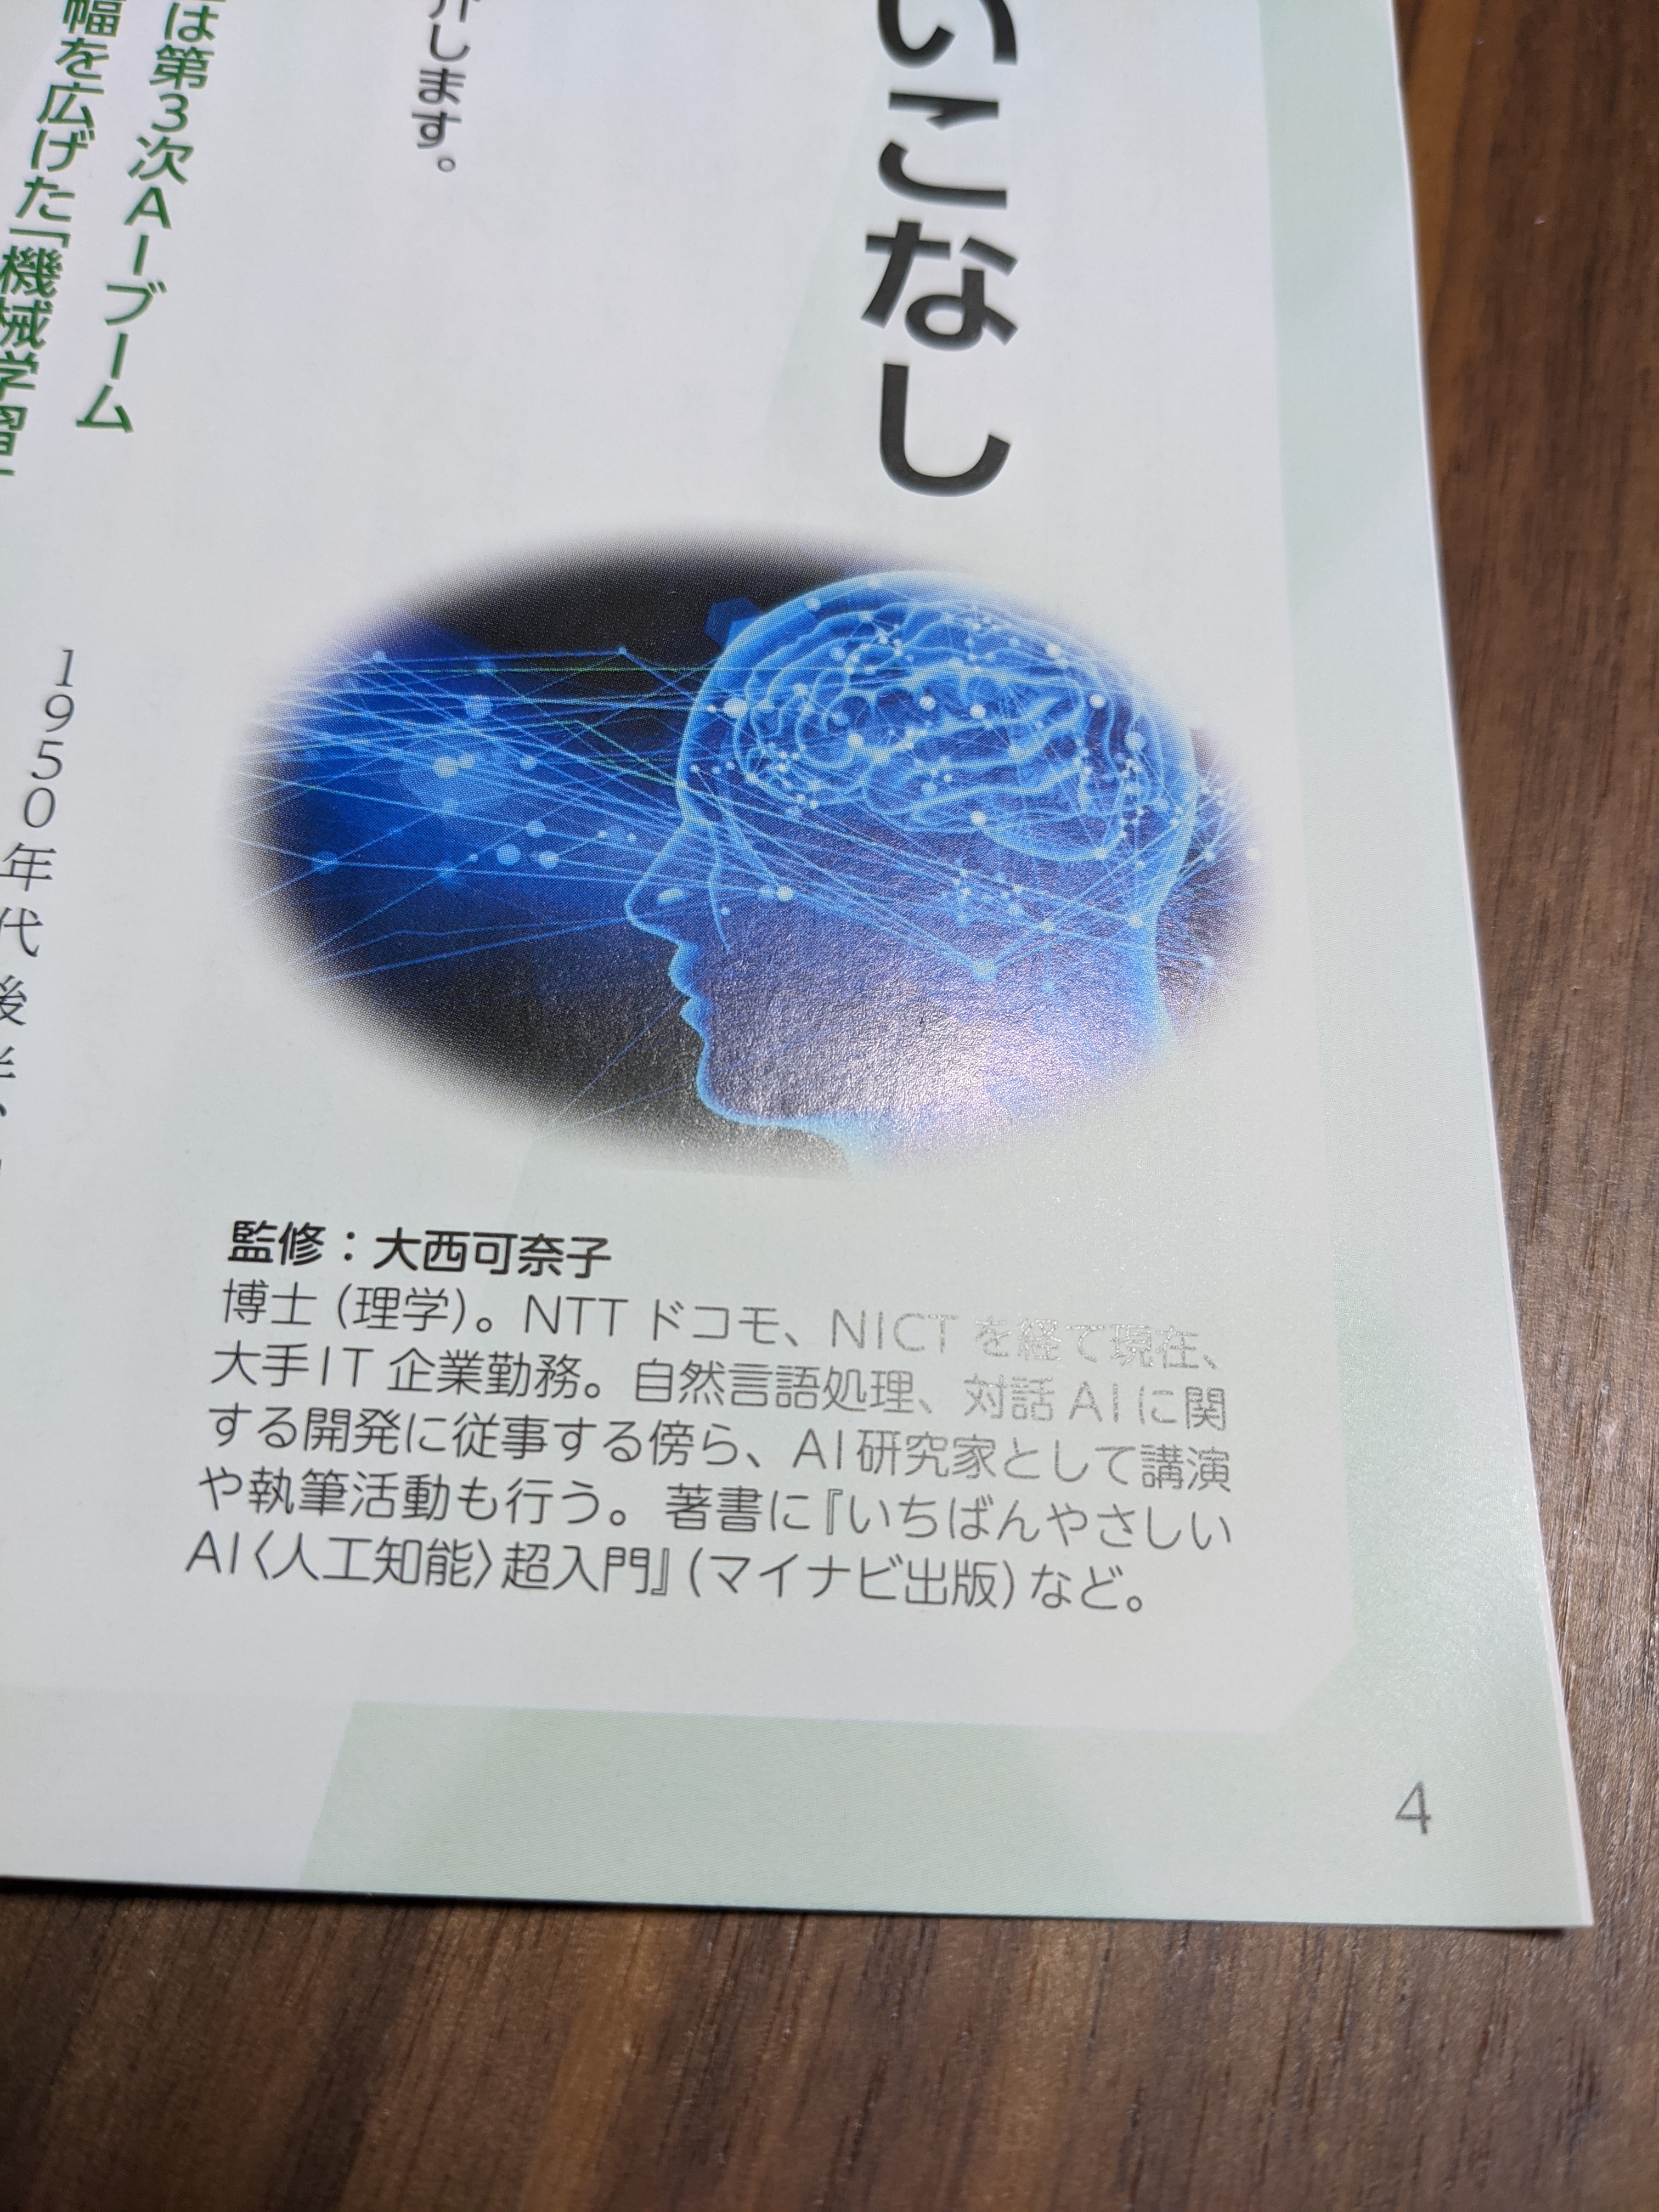 いこなし
介します。
は第3次AIブーム
幅を広げた「機械学習
1950年代後半、
監修：大西可奈子
博士（理学）。NTTドコモ、NICTを経て現在、
大手IT企業勤務。自然言語処理、対話AIに関
する開発に従事する傍ら、AI研究家として講演
や執筆活動も行う。著書に『いちばんやさしい
AI〈人工知能〉超入門』（マイナビ出版）など。
4